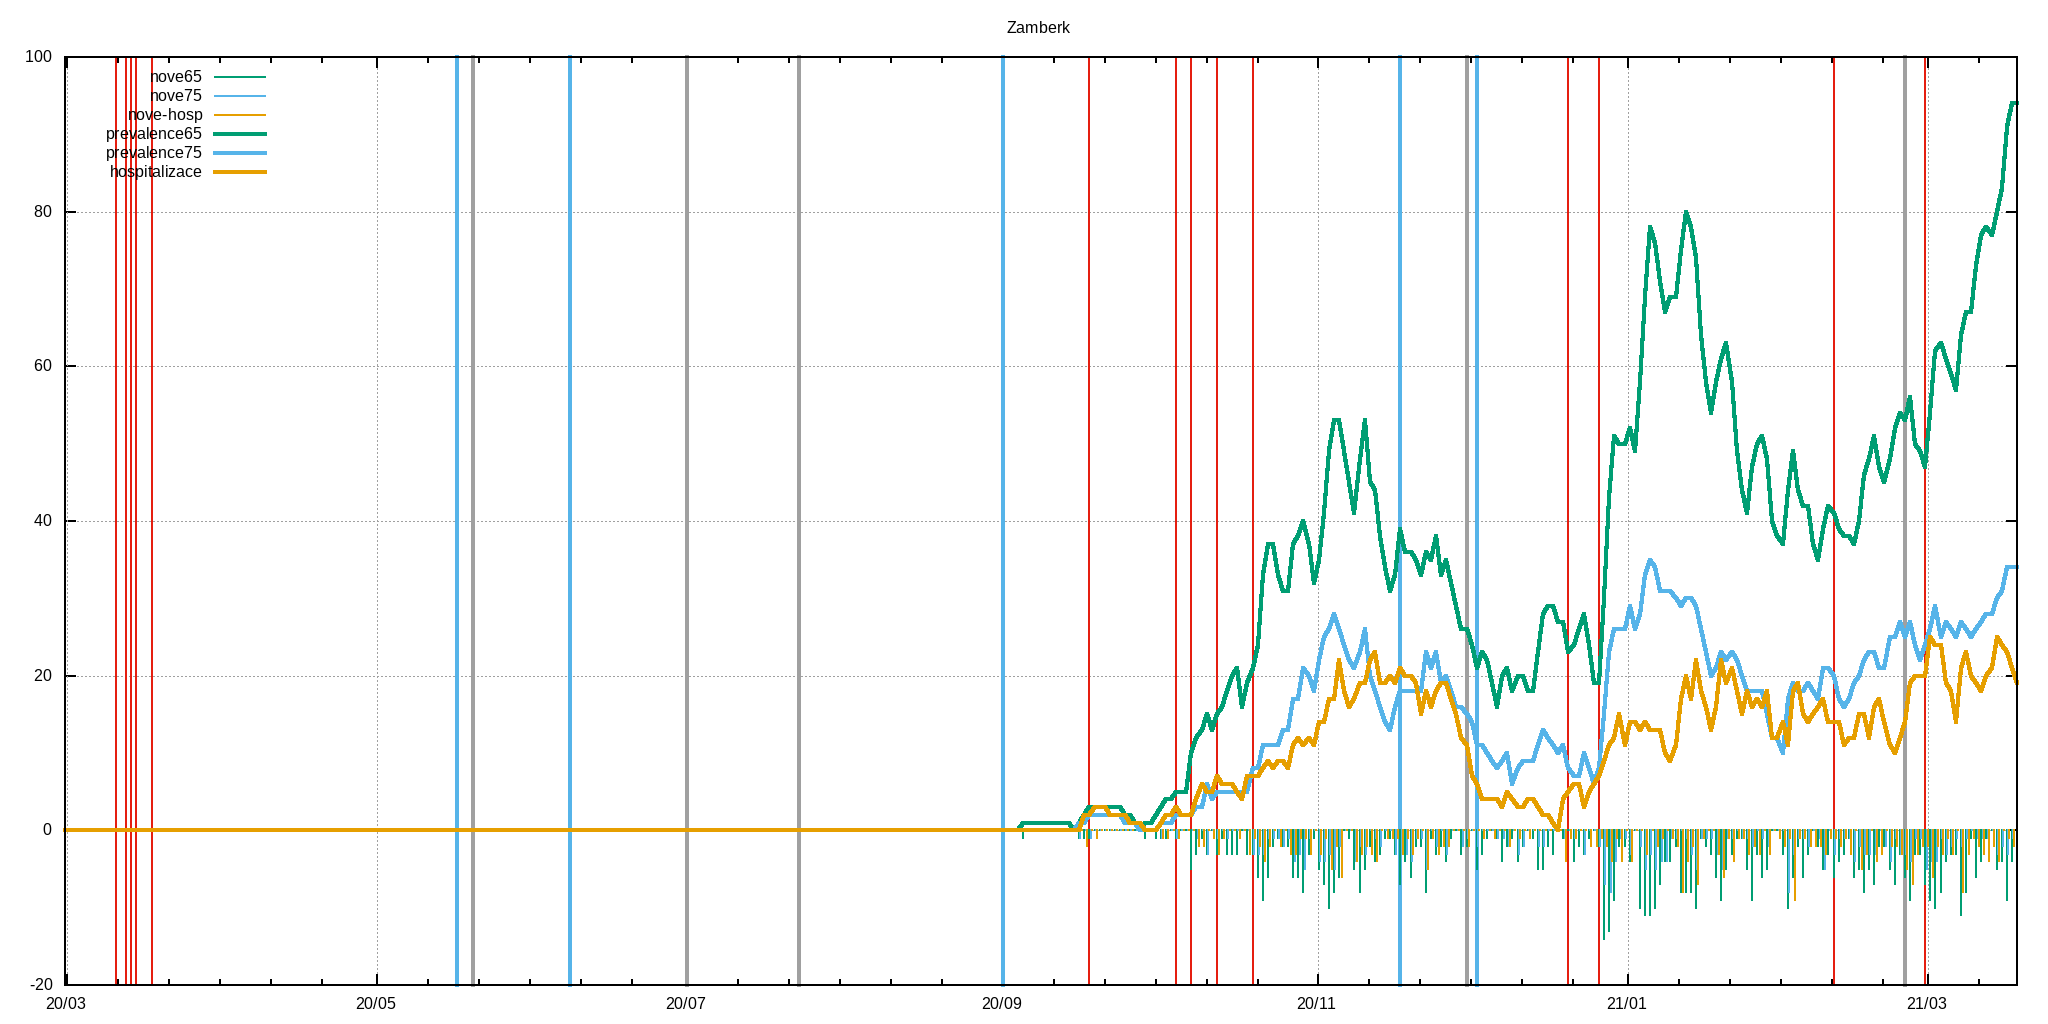 Zamberk
100
80
60
40
20
0
-20
nove65
nove75
nove-hosp
prevalence65
prevalence75
hospitalizace
20/03 20/05 20/07 20/09 20/11 21/01 21/03